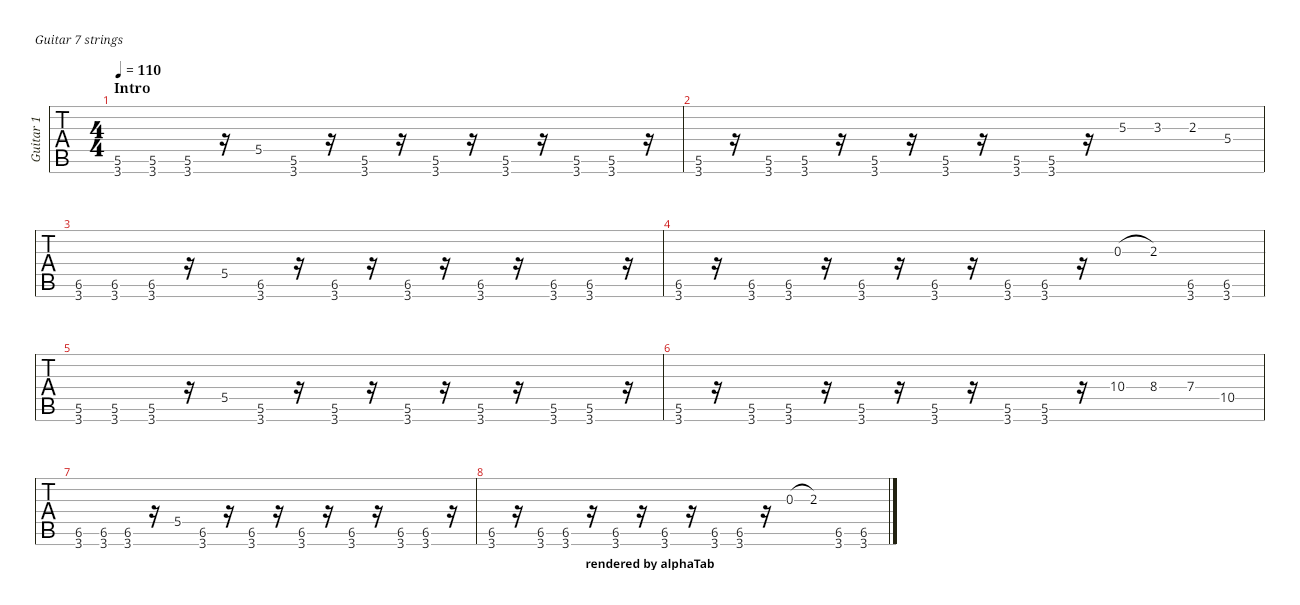 Guitar 7 strings
= 110
Intro
Guitar 1
1 2
T A B 4 4
5 3 2
5
5
5 5 5 5 5 5 5 5 5 5 5 5 5 5 5 5 5
3 3 3 3 3 3 3 3 3 3 3 3 3 3 3 3
3 4
T A B
0 2
5
6 6 6 6 6 6 6 6 6 6 6 6 6 6 6 6 6 6
3 3 3 3 3 3 3 3 3 3 3 3 3 3 3 3 3 3
5 6
T A B
10 8 7
5 10
5 5 5 5 5 5 5 5 5 5 5 5 5 5 5 5
3 3 3 3 3 3 3 3 3 3 3 3 3 3 3 3
7 8
T A B
0 2
5
6 6 6 6 6 6 6 6 6 6 6 6 6 6 6 6 6 6
3 3 3 3 3 3 3 3 3 3 3 3 3 3 3 3 3 3
rendered by alphaTab